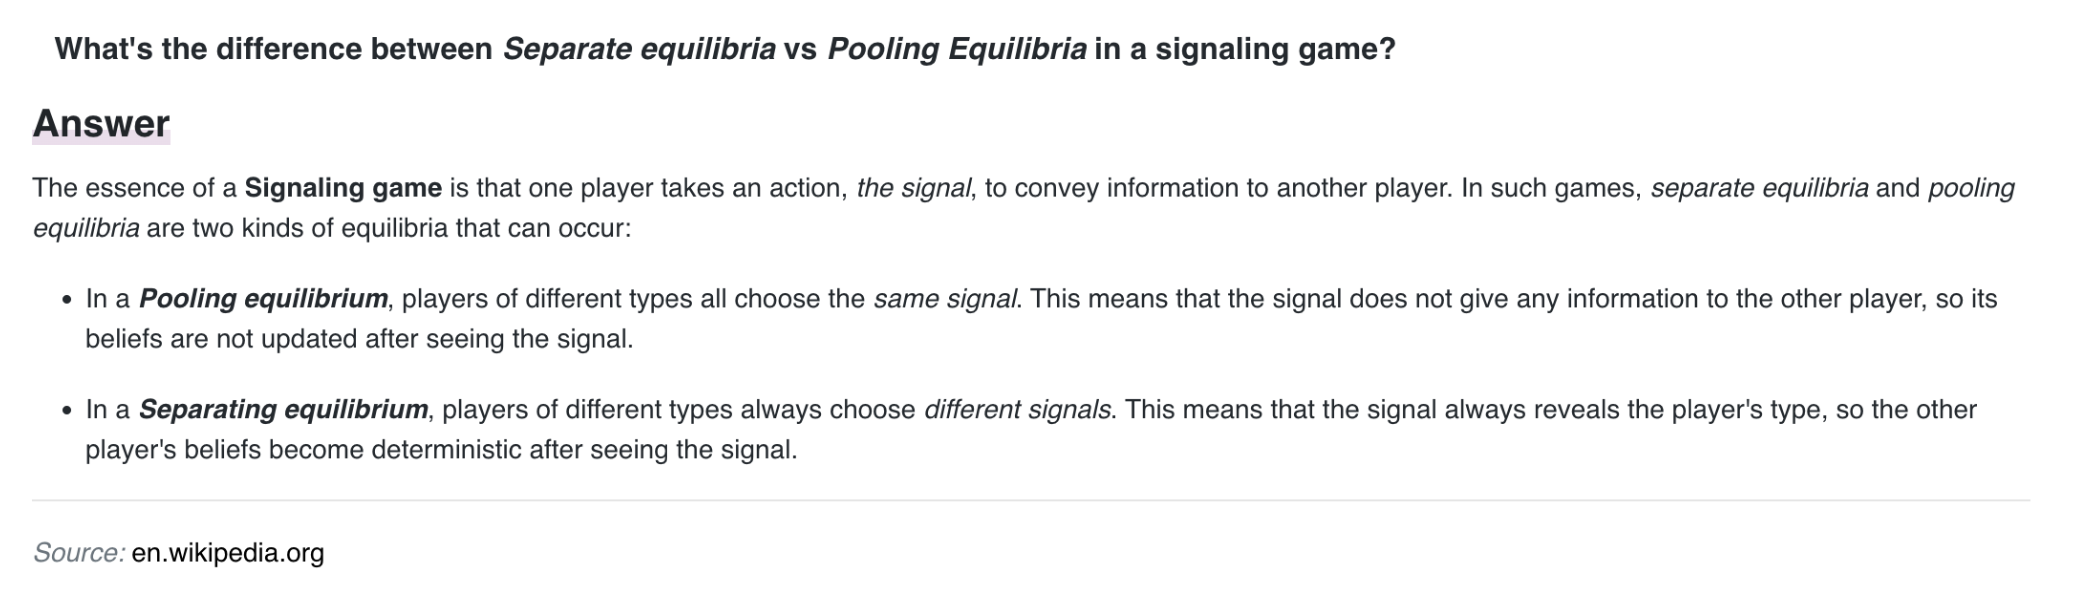 What's the difference between Separate equilibria vs Pooling Equilibria in a signaling game?
Answer
The essence of a Signaling game is that one player takes an action, the signal, to convey information to another player. In such games, separate equilibria and pooling
equilibria are two kinds of equilibria that can occur:
• In a Pooling equilibrium, players of different types all choose the same signal. This means that the signal does not give any information to the other player, so its
beliefs are not updated after seeing the signal.
• In a Separating equilibrium, players of different types always choose different signals. This means that the signal always reveals the player's type, so the other
player's beliefs become deterministic after seeing the signal.
Source: en.wikipedia.org